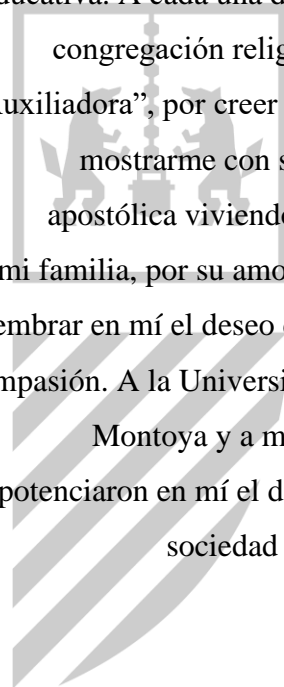 ducativa. A cada una d
congregación relig
uxiliadora”, por creer
mostrarme con s
apostólica viviendo
mi familia, por su amo
embrar en mí el deseo
mpasión. A la Universi
Montoya y a m
potenciaron en mí el d
sociedad